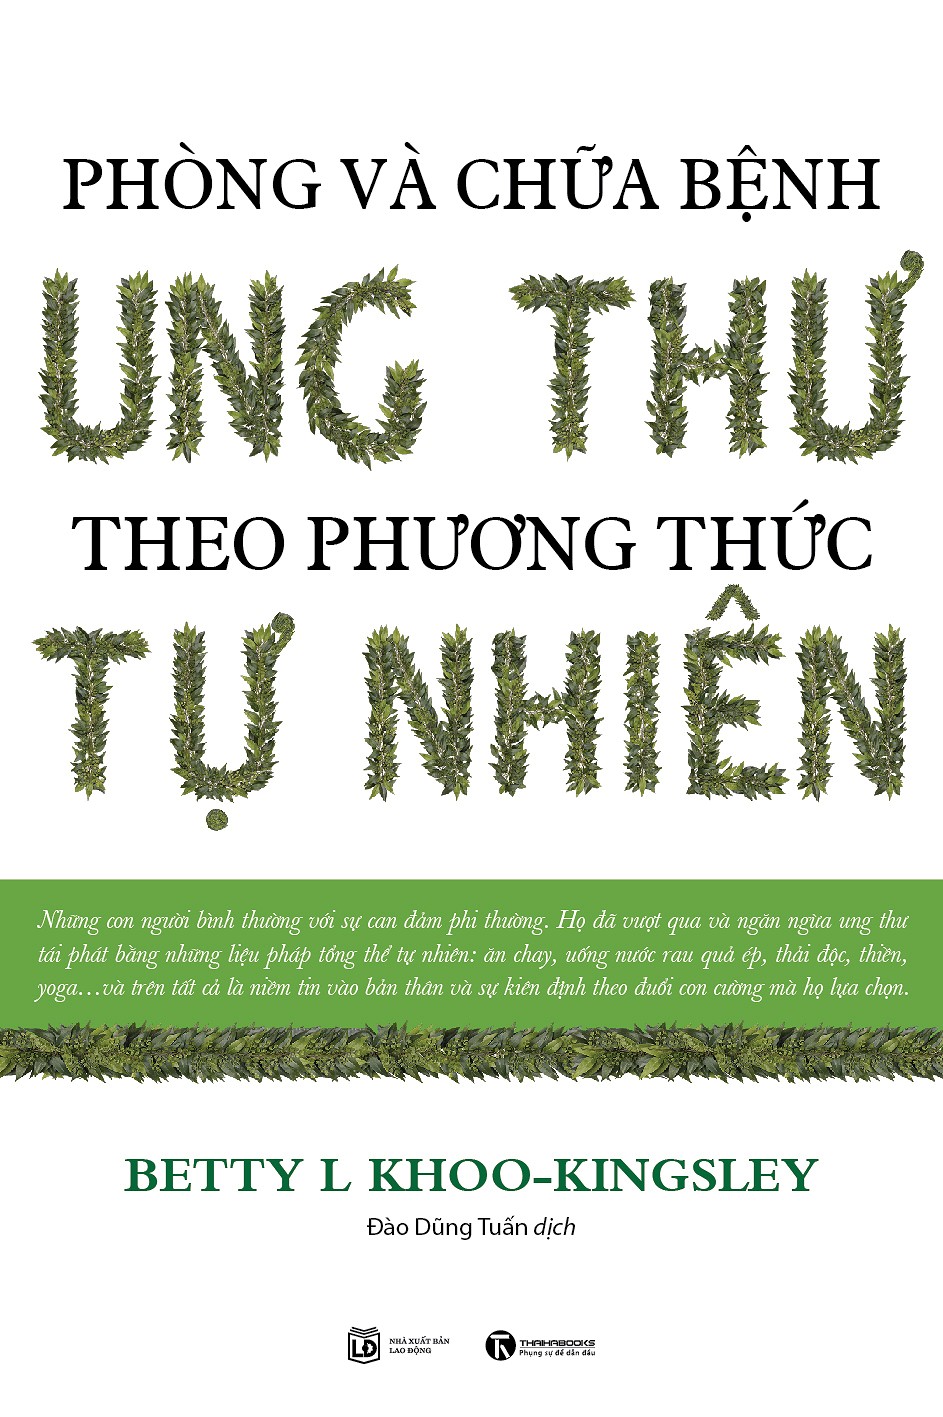 PHÒNG VÀ CHỮA BỆNH
UNG THƯ
THEO PHƯƠNG THỨC
TỰ NHIÊN
Những con người bình thường với sự can đảm phi thường. Họ đã vượt qua và ngăn ngừa ung thư
tái phát bằng những liệu pháp tổng thể tự nhiên: ăn chay, uống nước rau quả ép, thải độc, thiền,
yoga...và trên tất cả là niềm tin vào bản thân và sự kiên định theo đuổi con cường mà họ lựa chọn.
BETTY L KHOO-KINGSLEY
Đào Dũng Tuấn dịch
LĐ
NHÀ XUẤT BẢN
LAO ĐỘNG
THAIHABOOKS
Phụng sự để dẫn đầu